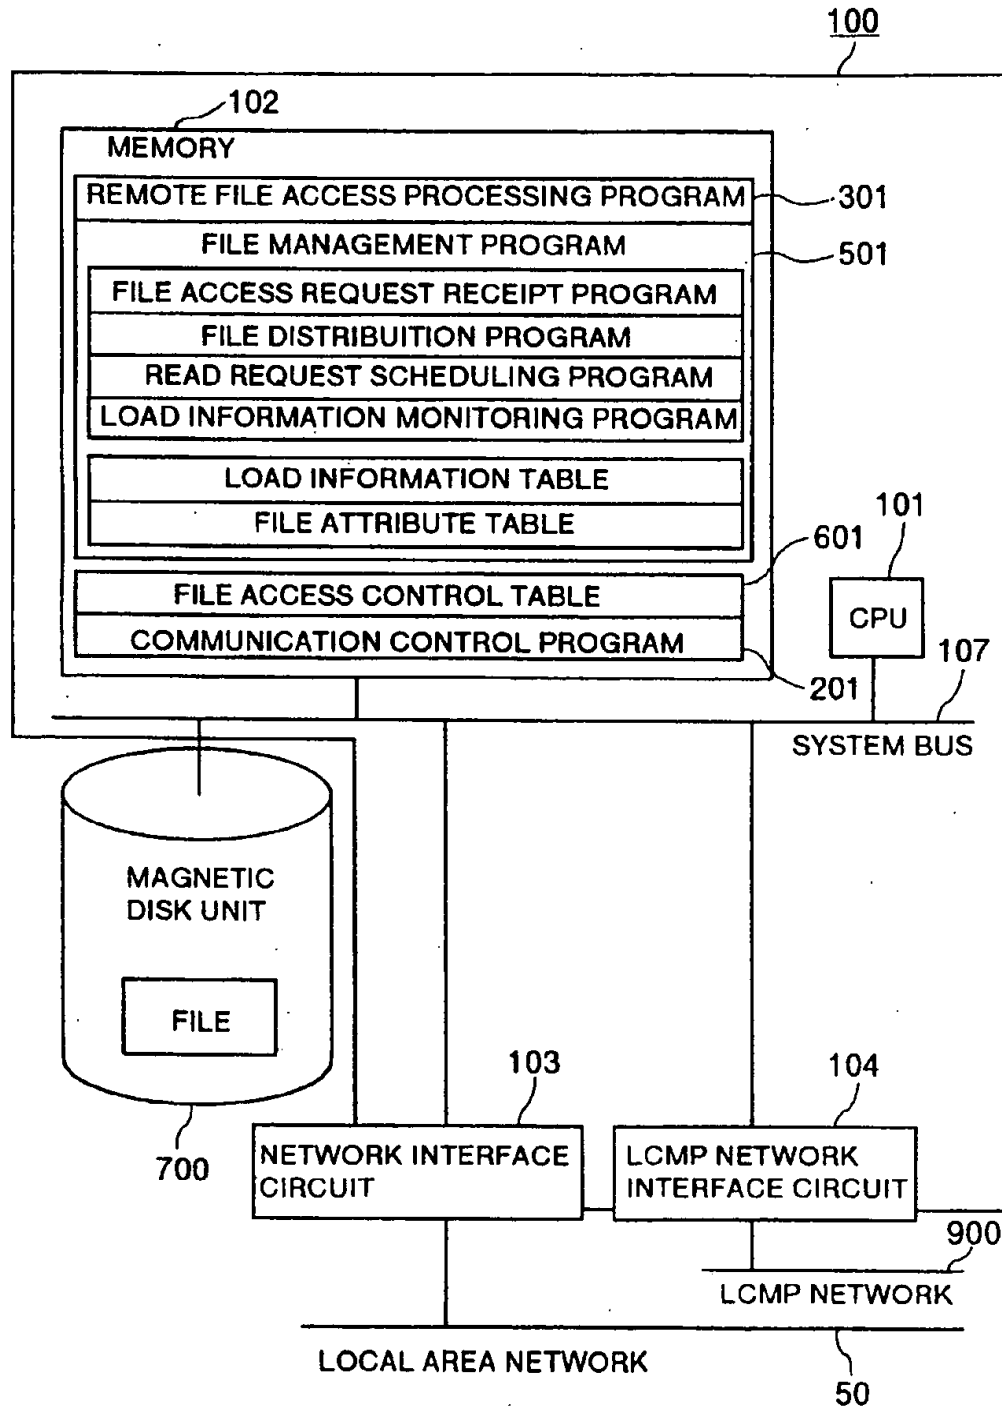 100
102
MEMORY
REMOTE FILE ACCESS PROCESSING PROGRAM
301
FILE MANAGEMENT PROGRAM
501
FILE ACCESS REQUEST RECEIPT PROGRAM
FILE DISTRIBUITION PROGRAM
READ REQUEST SCHEDULING PROGRAM
LOAD INFORMATION MONITORING PROGRAM
LOAD INFORMATION TABLE
FILE ATTRIBUTE TABLE
101
601
FILE ACCESS CONTROL TABLE
CPU
COMMUNICATION CONTROL PROGRAM
107
201
SYSTEM BUS
MAGNETIC
DISK UNIT
FILE
103
104
700
NETWORK INTERFACE
CIRCUIT
LCMP NETWORK
INTERFACE CIRCUIT
900
LCMP NETWORK
LOCAL AREA NETWORK
50